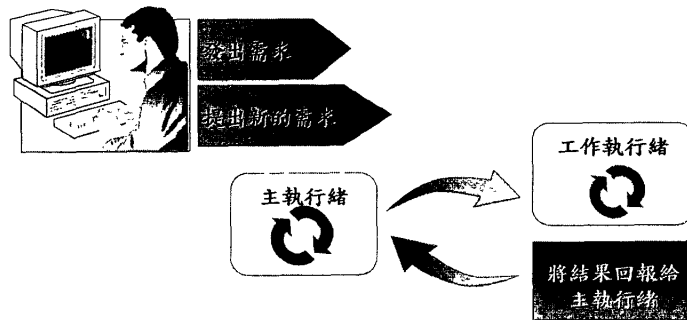 發出需求
提出新的需求
工作執行緒
主執行緒
將結果回報給
主執行緒